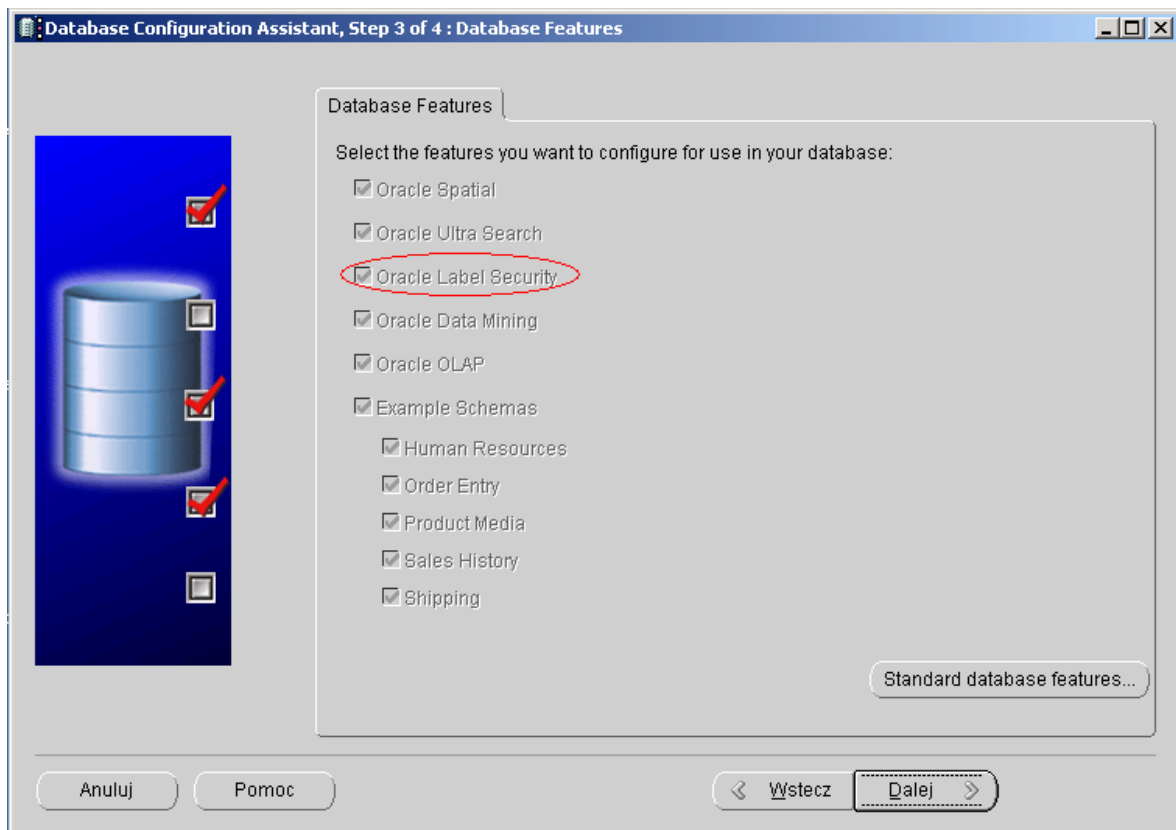 Database Configuration Assistant, Step 3 of 4 : Database Features
Database Features
Select the features you want to configure for use in your database:
Oracle Spatial
Oracle Ultra Search
Oracle Label Security
Oracle Data Mining
Oracle OLAP
Example Schemas
Human Resources
Order Entry
Product Media
Sales History
Shipping
Standard database features...
Anuluj
Pomoc
Wstecz
Dalej